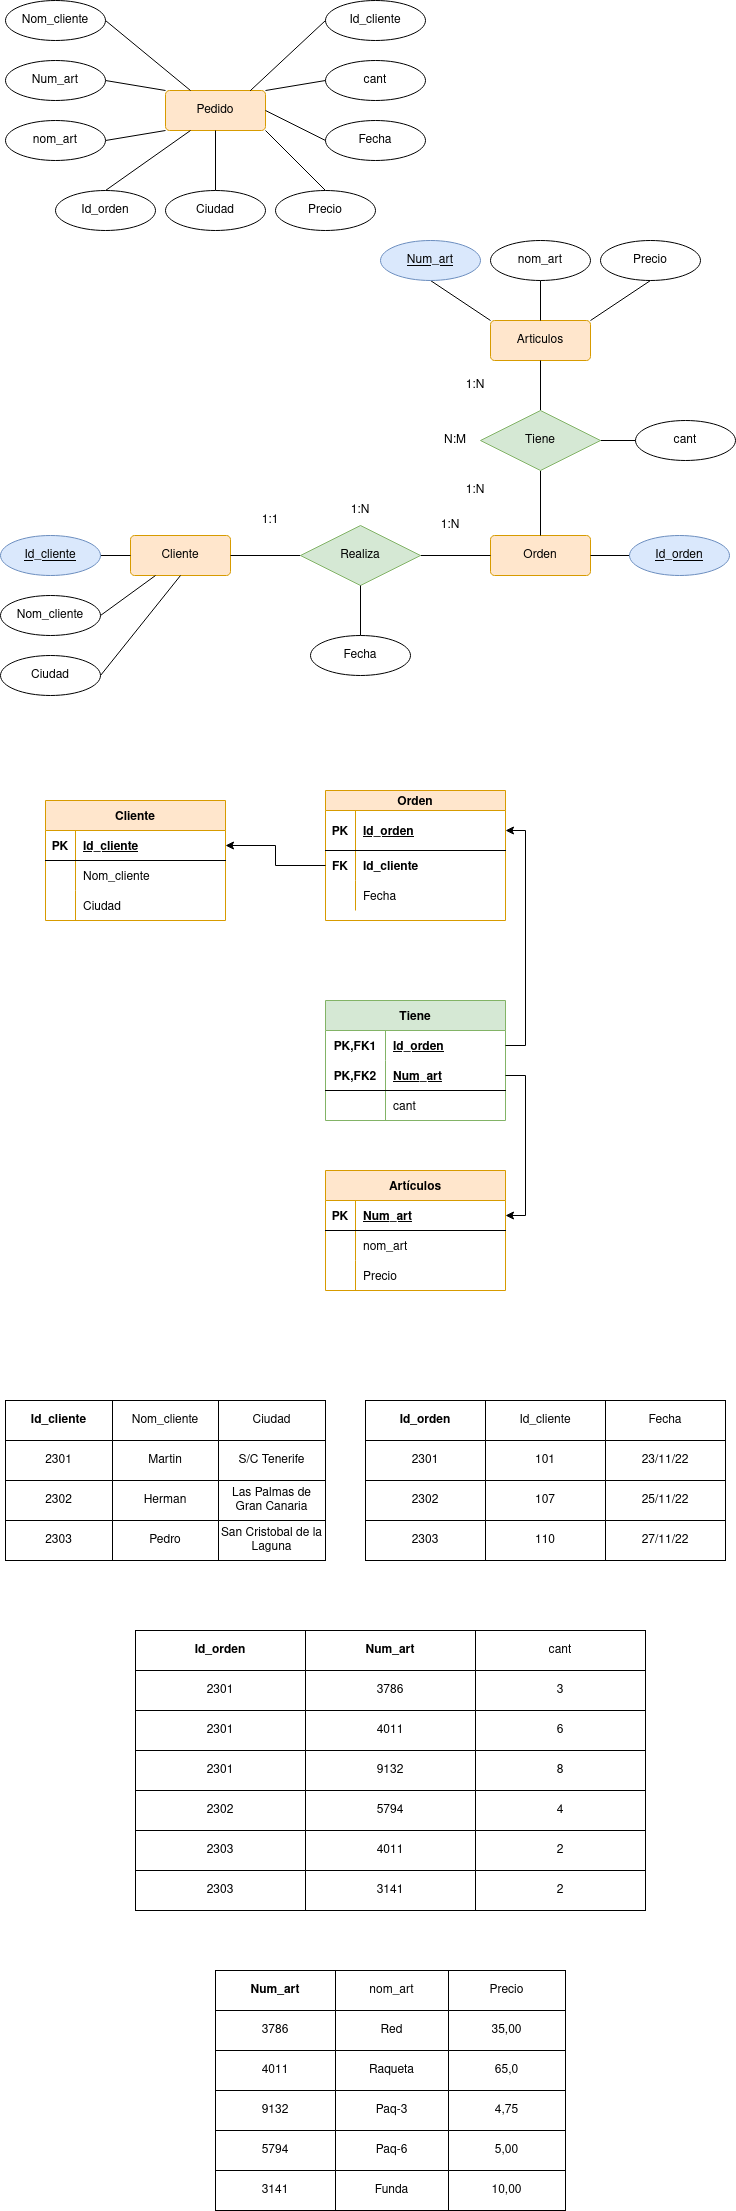 Nom_cliente
Id_cliente
Num_art
cant
Pedido
nom_art
Fecha
Id_orden
Ciudad
Precio
Num_art
nom_art
Precio
Articulos
1:N
N:M
Tiene
cant
1:N
1:1
1:N
1:N
Id_cliente
Cliente
Realiza
Orden
Id_orden
Nom_cliente
Fecha
Ciudad
Cliente
PK Id_cliente
Nom_cliente
Ciudad
Orden
PK Id_orden
FK Id_cliente
Fecha
Tiene
PK,FK1 Id_orden
PK,FK2 Num_art
cant
Artículos
PK Num_art
nom_art
Precio
Id_cliente Nom_cliente Ciudad
2301 Martin S/C Tenerife
2302 Herman Las Palmas de
Gran Canaria
2303 Pedro San Cristobal de la
Laguna
Id_orden Id_cliente Fecha
2301 101 23/11/22
2302 107 25/11/22
2303 110 27/11/22
Id_orden Num_art cant
2301 3786 3
2301 4011 6
2301 9132 8
2302 5794 4
2303 4011 2
2303 3141 2
Num_art nom_art Precio
3786 Red 35,00
4011 Raqueta 65,0
9132 Paq-3 4,75
5794 Paq-6 5,00
3141 Funda 10,00